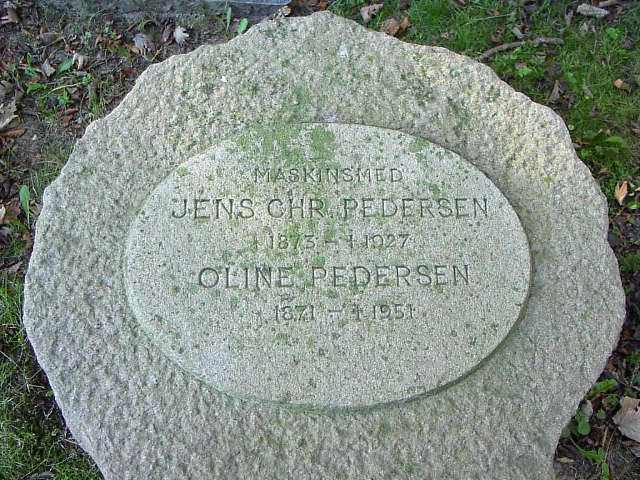 MASKINSMED
JENS CHR. PEDERSEN
* 1873 – † 1927
OLINE PEDERSEN
* 1871 – † 1951